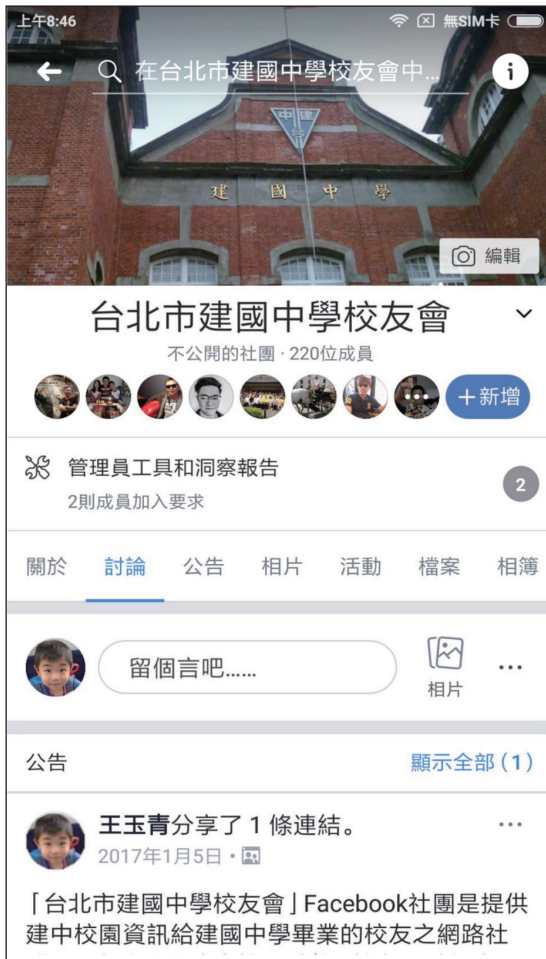 上午8:46 無SIM卡
在台北市建國中學校友會中...
中建
建國中學
編輯
台北市建國中學校友會
不公開的社團 · 220位成員
+新增
管理員工具和洞察報告
2則成員加入要求
2
關於 討論 公告 相片 活動 檔案 相簿
留個言吧......
相片
公告 顯示全部 (1)
王玉青分享了 1 條連結。
2017年1月5日
「台北市建國中學校友會」Facebook社團是提供
建中校園資訊給建國中學畢業的校友之網路社